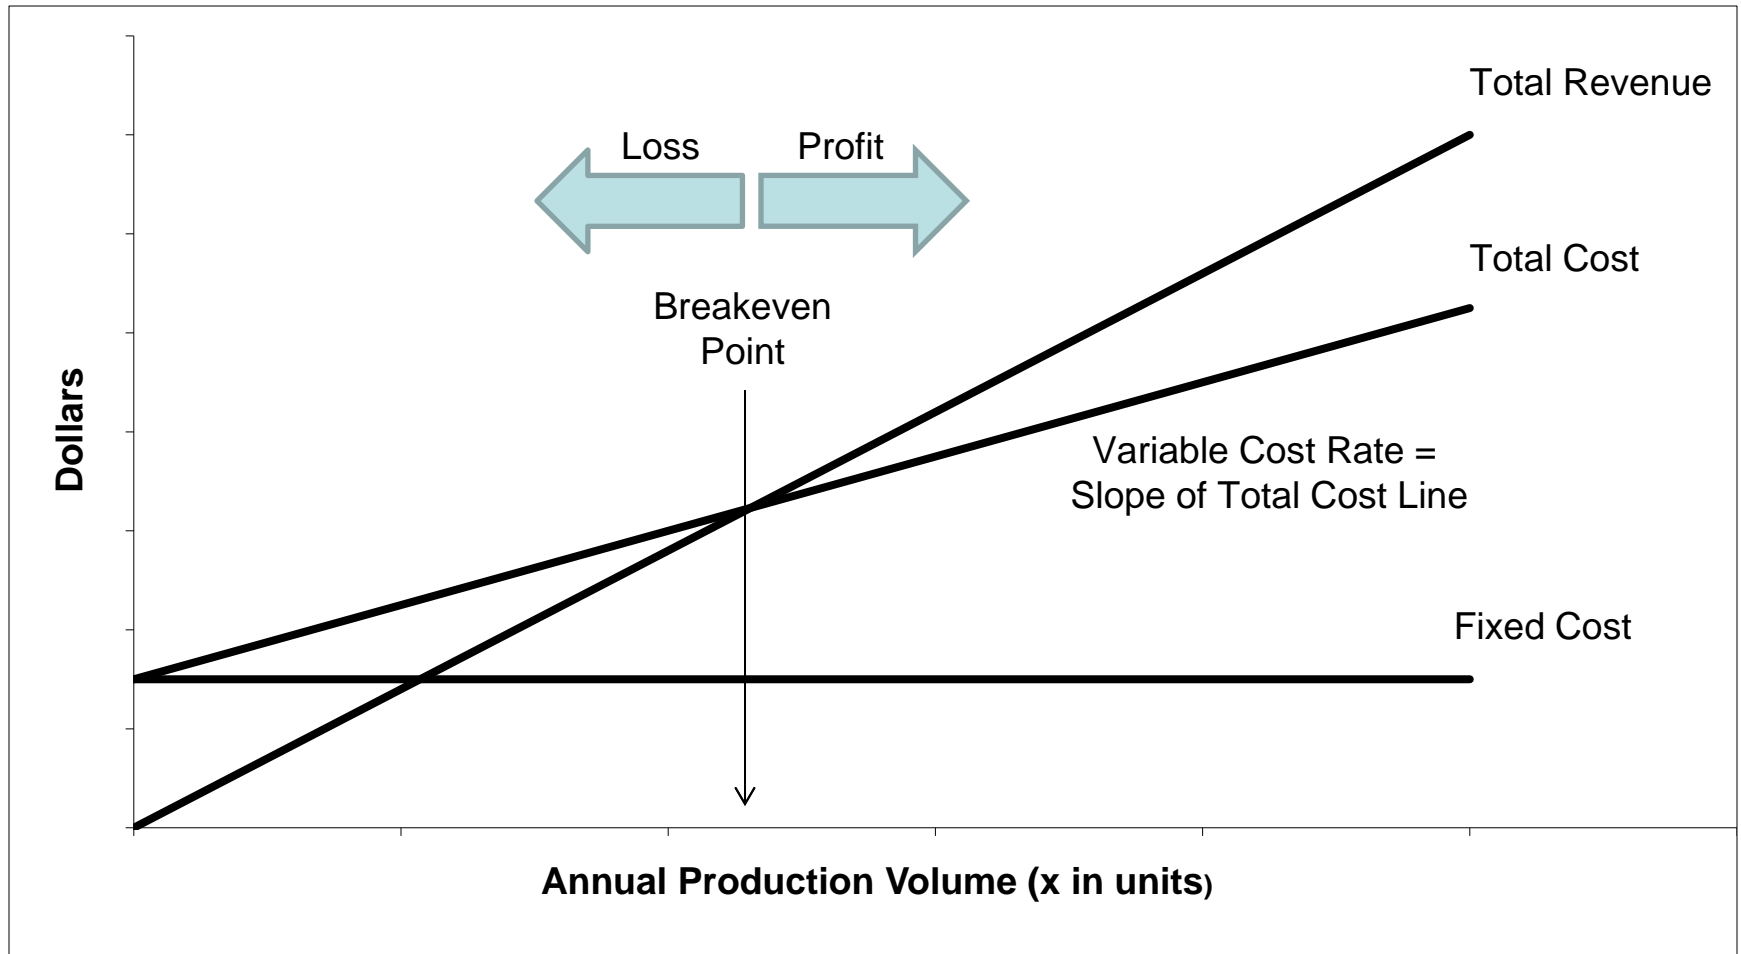 Total Revenue
Loss
Profit
Total Cost
Breakeven
Point
Dollars
Variable Cost Rate =
Slope of Total Cost Line
Fixed Cost
Annual Production Volume (x in units)